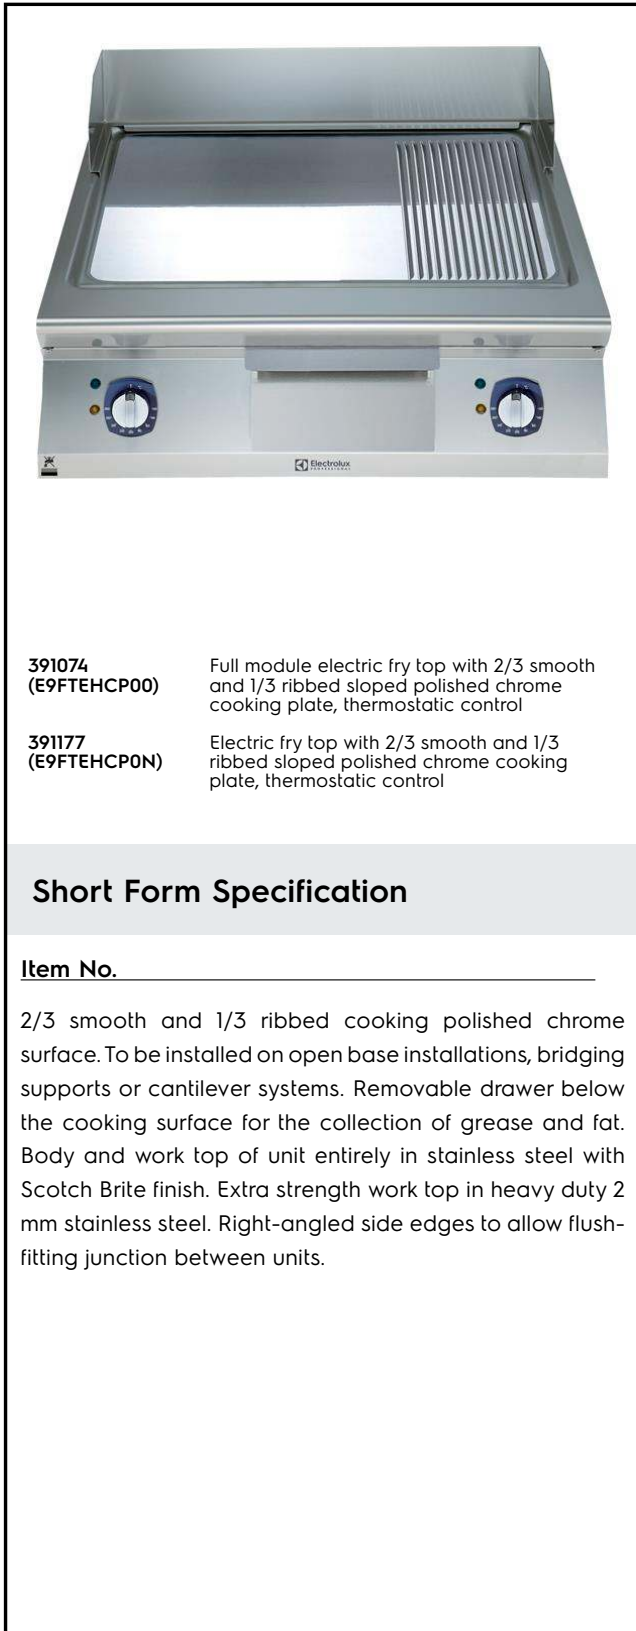 Electrolux
PROFESSIONAL
391074
(E9FTEHCP00)
Full module electric fry top with 2/3 smooth
and 1/3 ribbed sloped polished chrome
cooking plate, thermostatic control
391177
(E9FTEHCP0N)
Electric fry top with 2/3 smooth and 1/3
ribbed sloped polished chrome cooking
plate, thermostatic control
Short Form Specification
Item No.
2/3 smooth and 1/3 ribbed cooking polished chrome
surface. To be installed on open base installations, bridging
supports or cantilever systems. Removable drawer below
the cooking surface for the collection of grease and fat.
Body and work top of unit entirely in stainless steel with
Scotch Brite finish. Extra strength work top in heavy duty 2
mm stainless steel. Right-angled side edges to allow flush-
fitting junction between units.